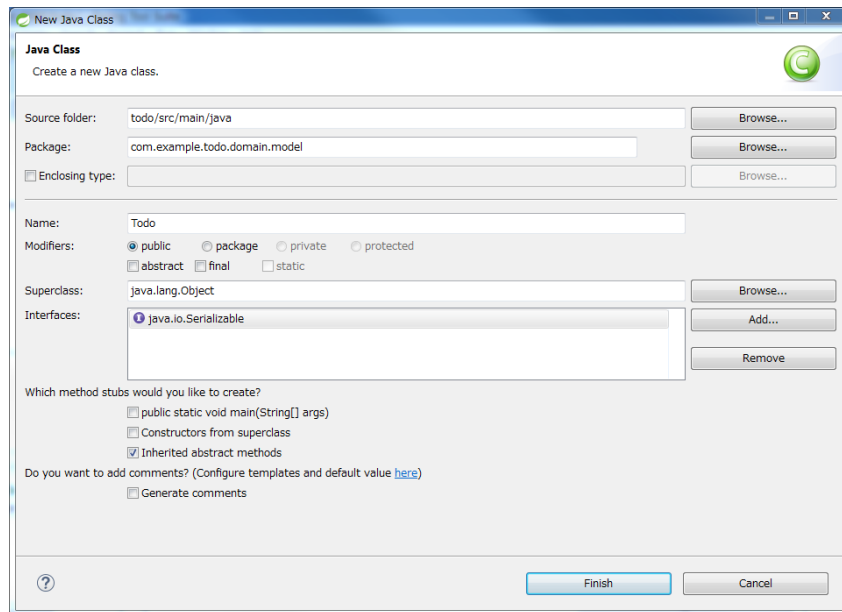 New Java Class
Java Class
Create a new Java class.
C
Source folder: todo/src/main/java Browse...
Package: com.example.todo.domain.model Browse...
Enclosing type: Browse...
Name: Todo
Modifiers: public package private protected
abstract final static
Superclass: java.lang.Object Browse...
Interfaces: I java.io.Serializable Add...
Remove
Which method stubs would you like to create?
public static void main(String[] args)
Constructors from superclass
Inherited abstract methods
Do you want to add comments? (Configure templates and default value here)
Generate comments
? Finish Cancel